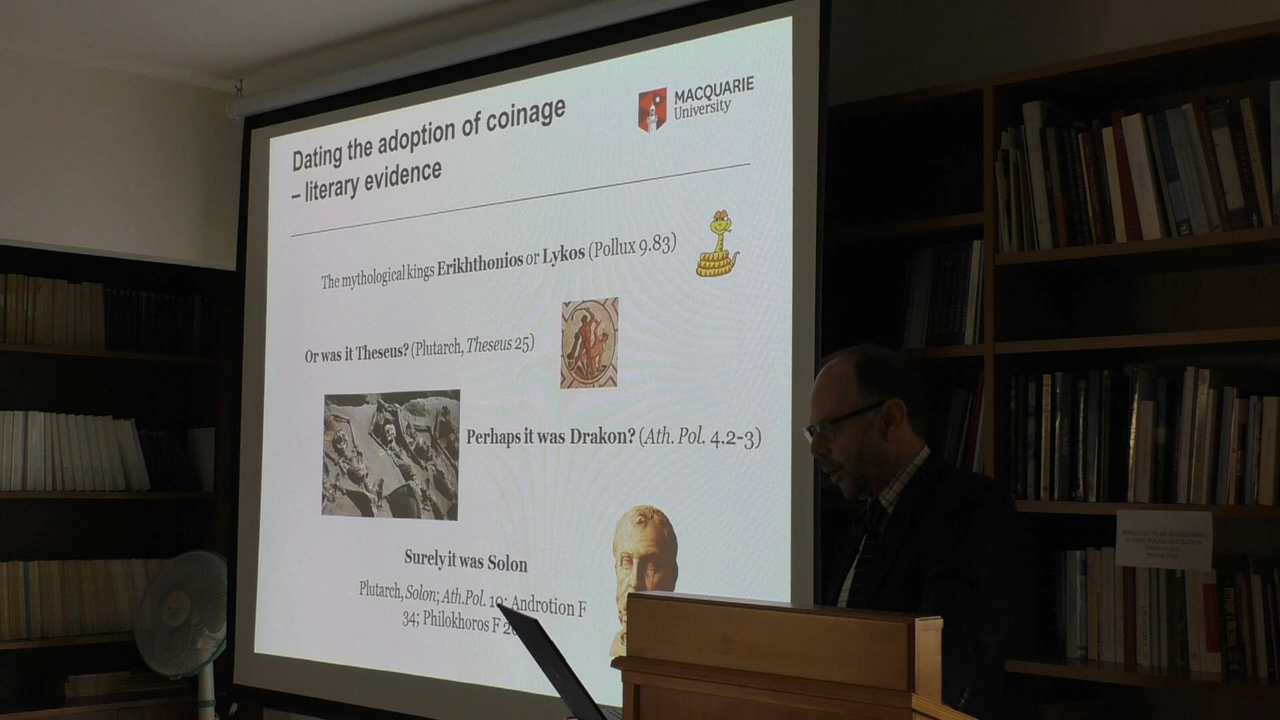 Dating the adoption of coinage
– literary evidence
MACQUARIE
University
The mythological kings Erikhthonios or Lykos (Pollux 9.83)
Or was it Theseus? (Plutarch, Theseus 25)
Perhaps it was Drakon? (Ath. Pol. 4.2-3)
Surely it was Solon
Plutarch, Solon; Ath.Pol. 10; Androtion F
34; Philokhoros F